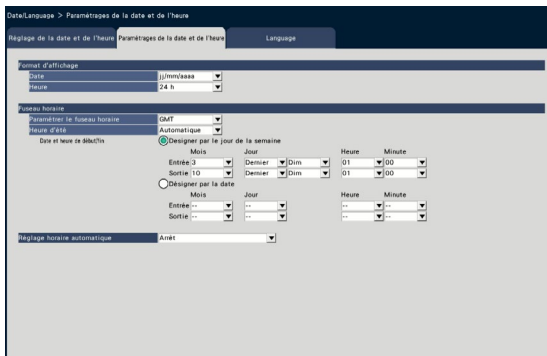 Date/Language > Paramétrages de la date et de l'heure
Réglage de la date et de l'heure Paramétrages de la date et de l'heure Language
Format d'affichage
Date jj/mm/aaaa
Heure 24 h
Fuseau horaire
Paramétrer le fuseau horaire GMT
Heure d'été Automatique
Date et heure de début/fin Designer par le jour de la semaine
Mois Jour Heure Minute
Entrée 3 Dernier Dim 01 00
Sortie 10 Dernier Dim 01 00
Désigner par la date
Mois Jour Heure Minute
Entrée -- -- -- --
Sortie -- -- -- --
Réglage horaire automatique Arrêt